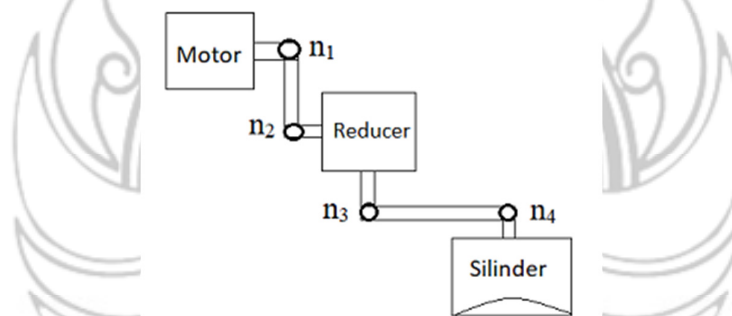 Motor
n₁
n₂
Reducer
n₃
n₄
Silinder